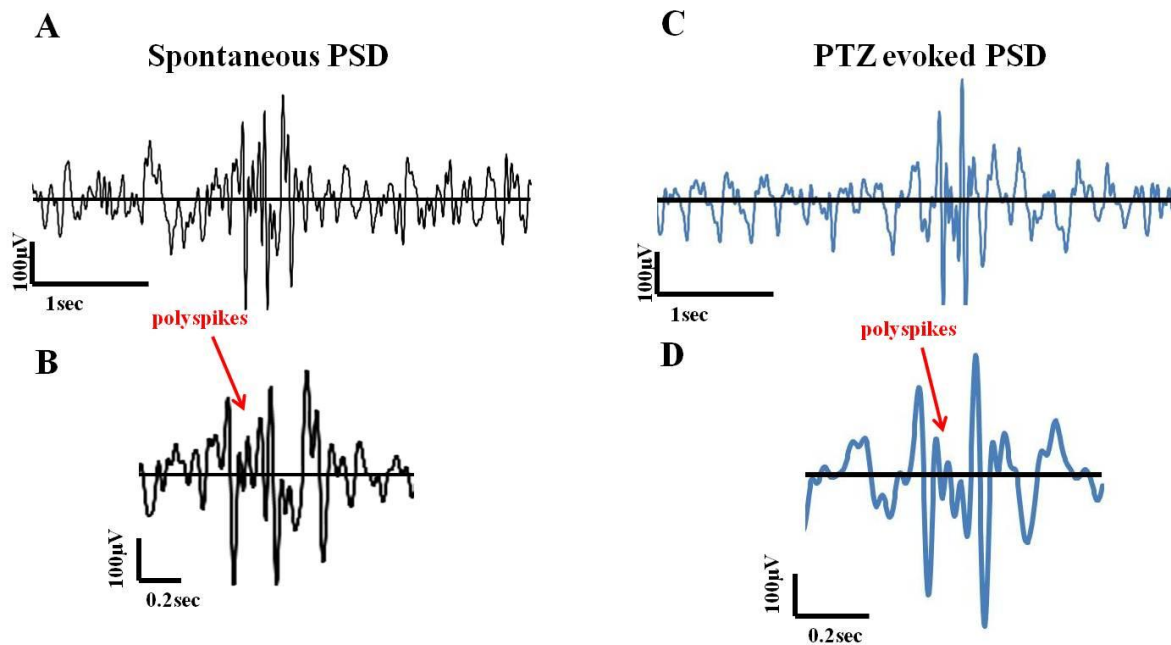 A
Spontaneous PSD
100µV
1sec
polyspikes
B
100µV
0.2sec
C
PTZ evoked PSD
100µV
1sec
polyspikes
D
100µV
0.2sec